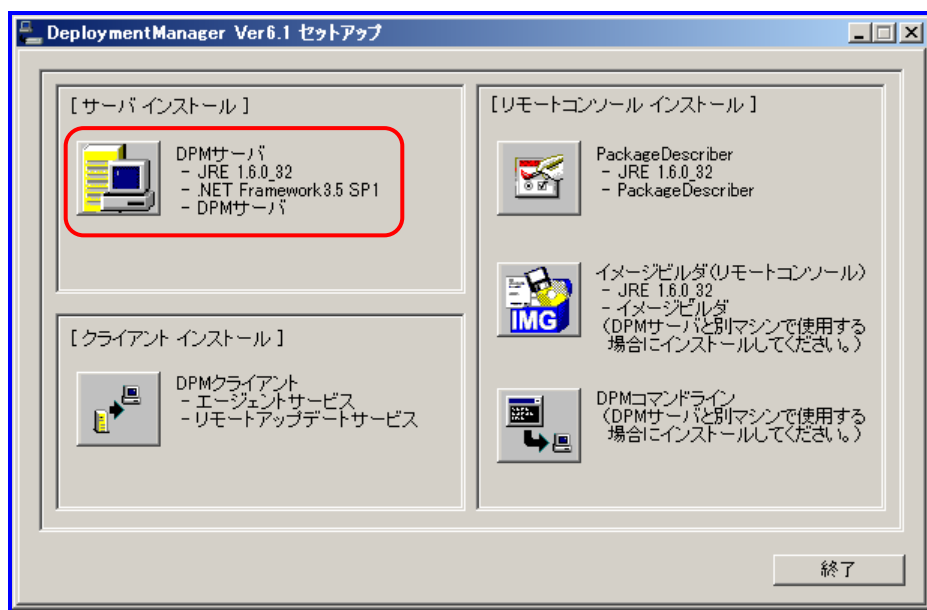 DeploymentManager Ver6.1 セットアップ
[サーバ インストール]
DPMサーバ
- JRE 1.6.0_32
- .NET Framework3.5 SP1
- DPMサーバ
[クライアント インストール]
DPMクライアント
- エージェントサービス
- リモートアップデートサービス
[リモートコンソール インストール]
PackageDescriber
- JRE 1.6.0_32
- PackageDescriber
IMG
イメージビルダ(リモートコンソール)
- JRE 1.6.0_32
- イメージビルダ
(DPMサーバと別マシンで使用する
場合にインストールしてください。)
DPMコマンドライン
(DPMサーバと別マシンで使用する
場合にインストールしてください。)
終了